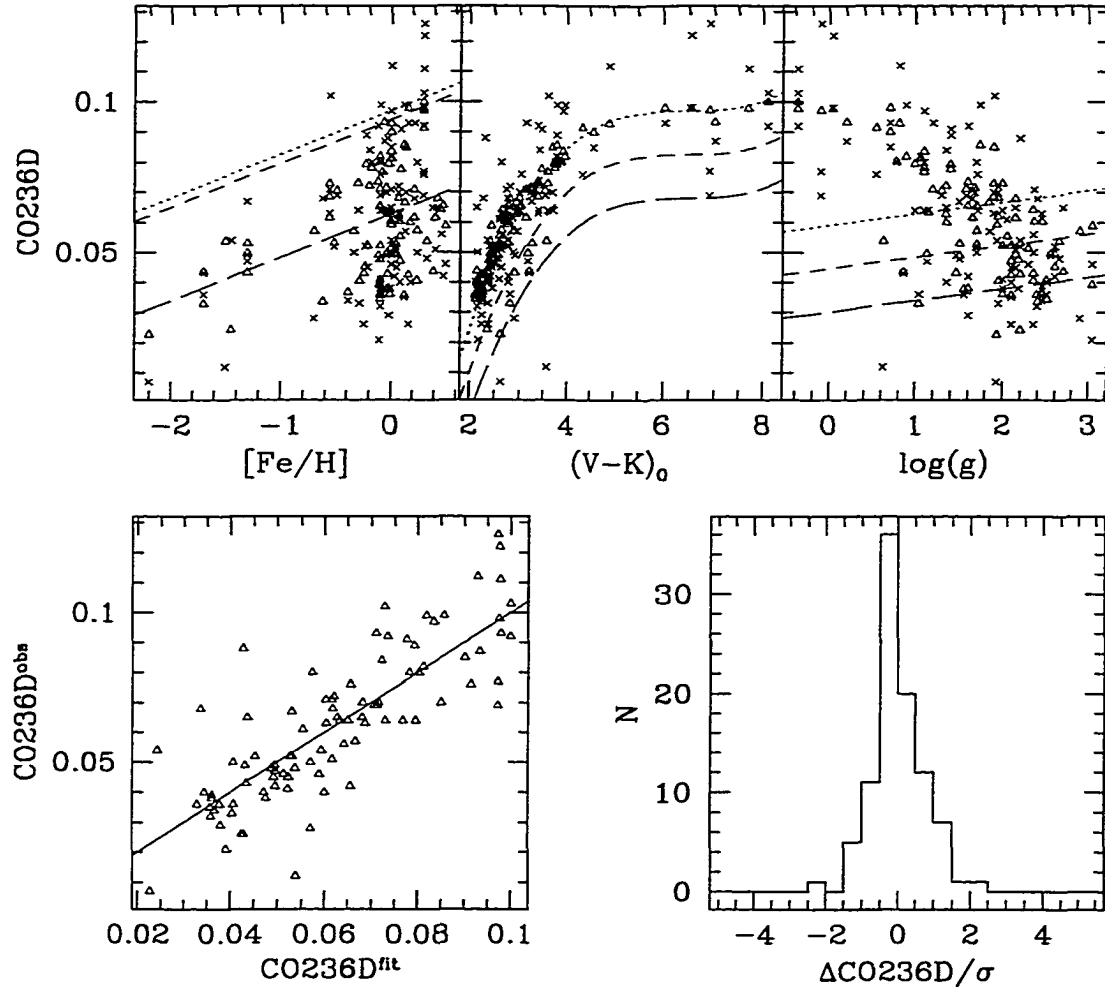 CO236D
0.1
0.05
-2 -1 0 2 4 6 8 0 1 2 3
[Fe/H] (V-K)₀ log(g)
CO236Dᵒᵇˢ
0.1
0.05
0.02 0.04 0.06 0.08 0.1
CO236Dᶠⁱᵗ
N
30
20
10
0
-4 -2 0 2 4
ΔCO236D/σ